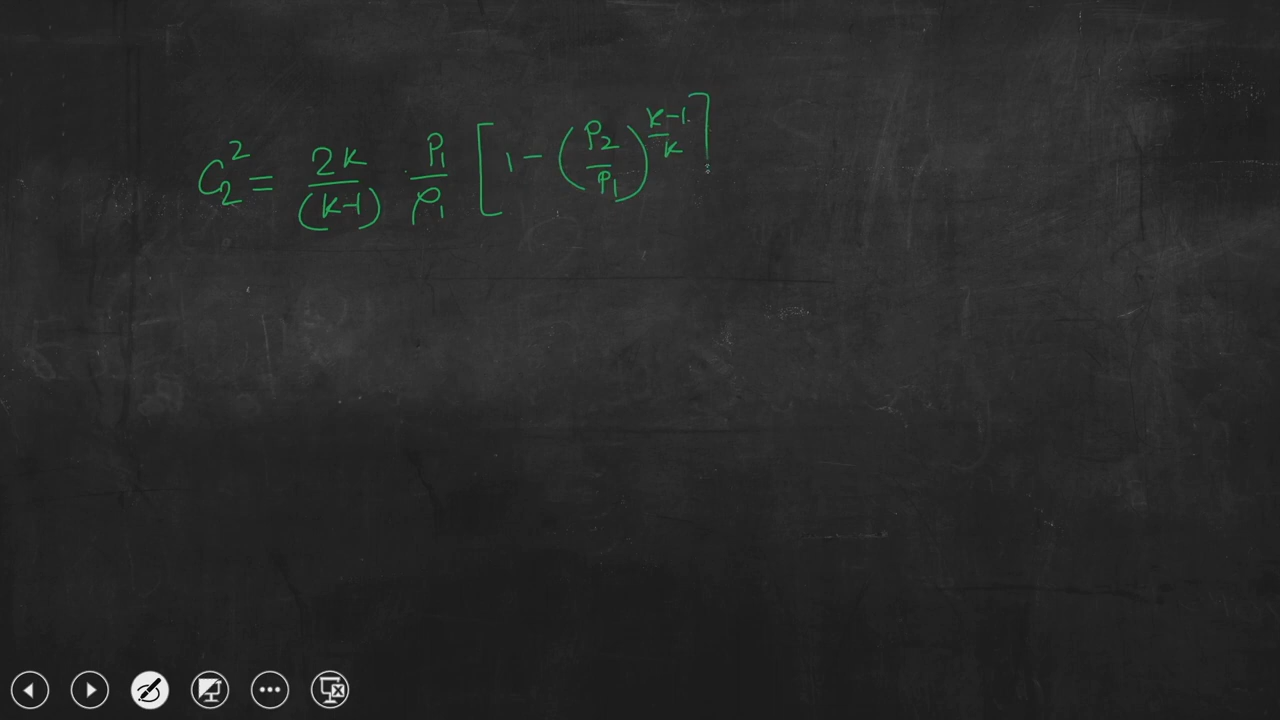 C₂² = 2K/(K-1) P₁/ρ₁ [1 - (P₂/P₁)^((K-1)/K)]